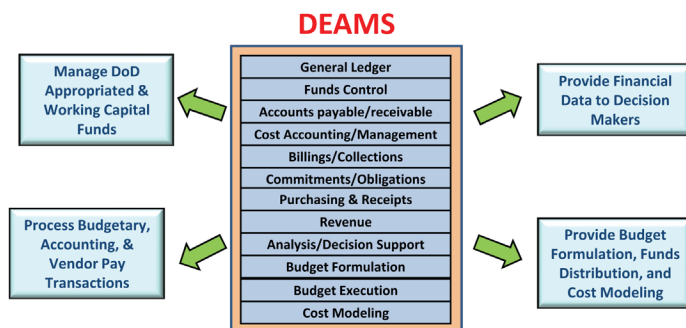 DEAMS
Manage DoD
Appropriated &
Working Capital
Funds
Process Budgetary,
Accounting, &
Vendor Pay
Transactions
General Ledger
Funds Control
Accounts payable/receivable
Cost Accounting/Management
Billings/Collections
Commitments/Obligations
Purchasing & Receipts
Revenue
Analysis/Decision Support
Budget Formulation
Budget Execution
Cost Modeling
Provide Financial
Data to Decision
Makers
Provide Budget
Formulation, Funds
Distribution, and
Cost Modeling